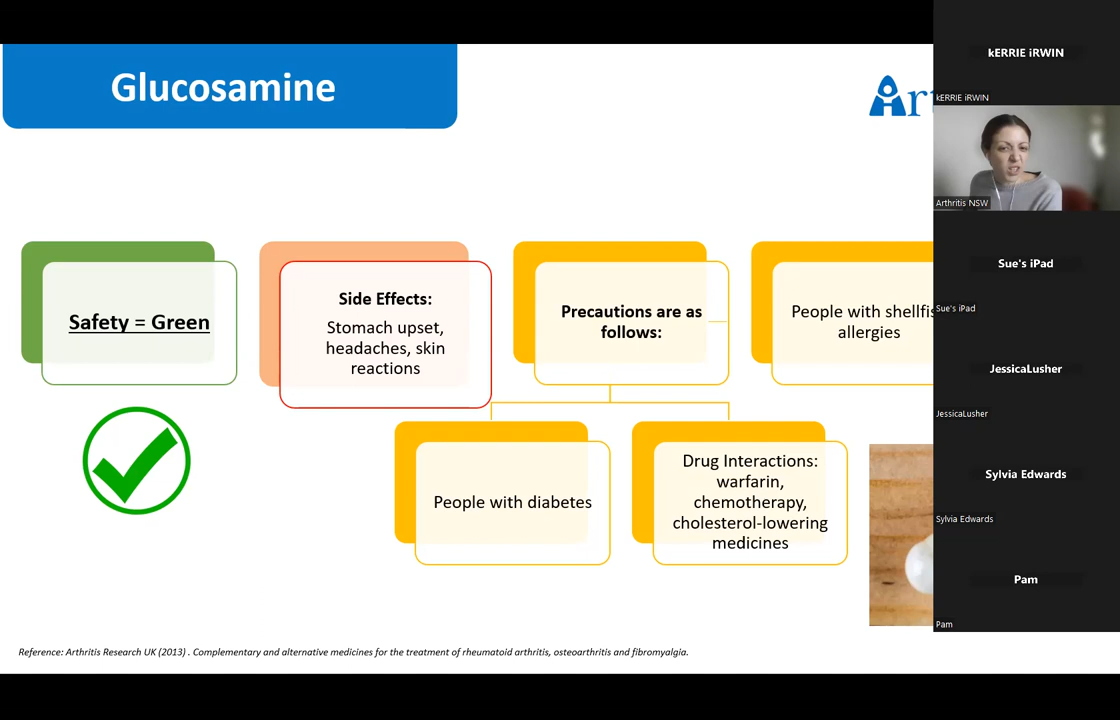 Glucosamine
Art
Safety = Green
Side Effects:
Stomach upset,
headaches, skin
reactions
Precautions are as
follows:
People with shellfis
allergies
People with diabetes
Drug Interactions:
warfarin,
chemotherapy,
cholesterol-lowering
medicines
Reference: Arthritis Research UK (2013) . Complementary and alternative medicines for the treatment of rheumatoid arthritis, osteoarthritis and fibromyalgia.
kERRIE iRWIN
kERRIE iRWIN
Arthritis NSW
Sue's iPad
Sue's iPad
JessicaLusher
JessicaLusher
Sylvia Edwards
Sylvia Edwards
Pam
Pam